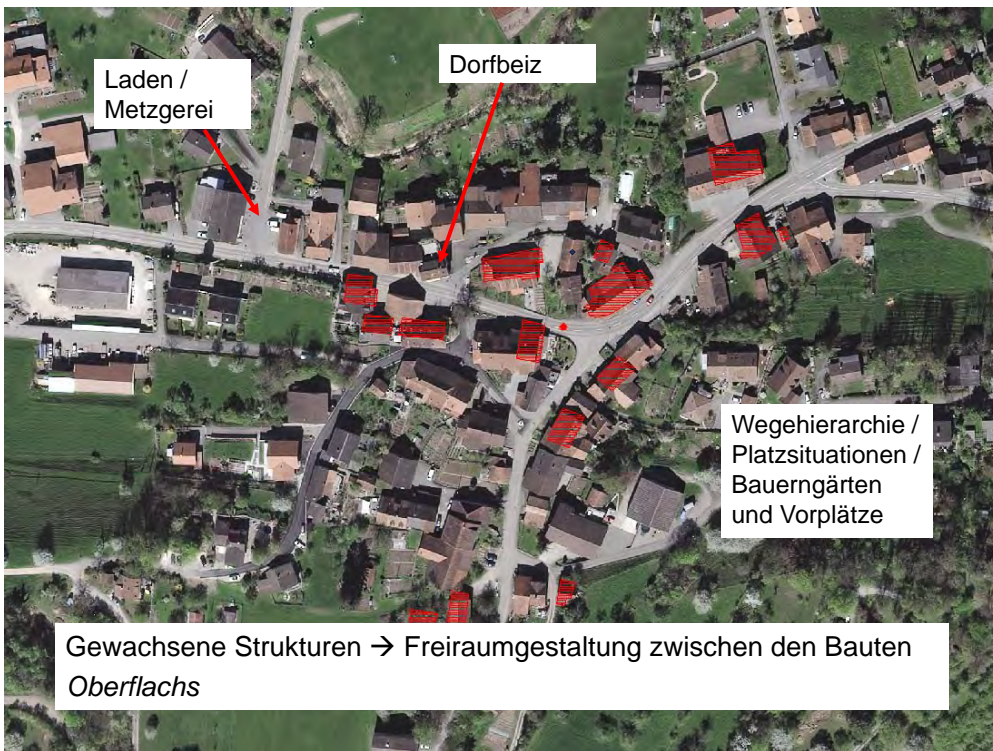 Laden /
Metzgerei
Dorfbeiz
Wegehierarchie /
Platzsituationen /
Bauerngärten
und Vorplätze
Gewachsene Strukturen → Freiraumgestaltung zwischen den Bauten
Oberflachs